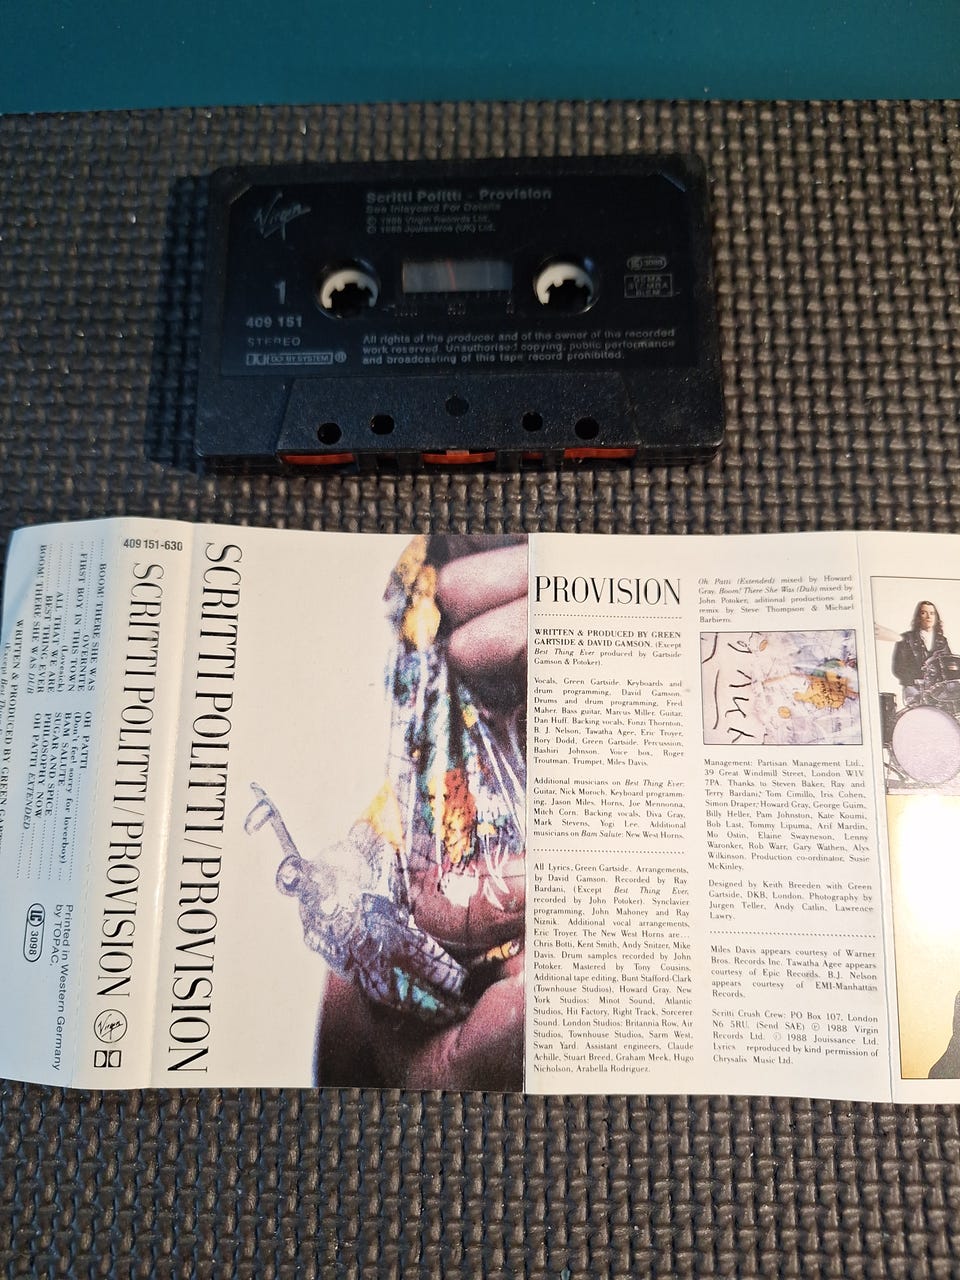 Virgin
Scritti Politti - Provision
See Inlaycard For Details
℗ 1988 Virgin Records Ltd.
© 1988 Jouissance (UK) Ltd.
1
LC 3098
GEMA
BIEM
409 151
STEREO
DOLBY SYSTEM ®
All rights of the producer and of the owner of the recorded
work reserved. Unauthorised copying, public performance
and broadcasting of this tape record prohibited.
BOOM! THERE SHE WAS
OVERNITE
FIRST BOY IN THIS TOWN
(Lovesick)
ALL THAT WE ARE
BEST THING EVER
BOOM! THERE SHE WAS DUB
OH PATTI
(Don't feel sorry for loverboy)
BAM SALUTE
SUGAR AND SPICE
PHILOSOPHY NOW
OH PATTI EXTENDED
WRITTEN & PRODUCED BY GREEN
Printed in Western Germany
by TOPAC,
LC 3098
409 151-630
SCRITTI POLITTI/PROVISION
Virgin
SCRITTI POLITTI/PROVISION
PROVISION
WRITTEN & PRODUCED BY GREEN
GARTSIDE & DAVID GAMSON. (Except
Best Thing Ever produced by Gartside
Gamson & Potoker).
Vocals, Green Gartside. Keyboards and
drum programming, David Gamson.
Drums and drum programming, Fred
Maher. Bass guitar, Marcus Miller. Guitar,
Dan Huff. Backing vocals, Fonzi Thornton,
B. J. Nelson, Tawatha Agee, Eric Troyer,
Rory Dodd, Green Gartside. Percussion,
Bashiri Johnson. Voice box, Roger
Troutman. Trumpet, Miles Davis.
Additional musicians on Best Thing Ever:
Guitar, Nick Moroch. Keyboard programm-
ing, Jason Miles. Horns, Joe Mennonna,
Mitch Corn. Backing vocals, Diva Gray,
Mark Stevens, Yogi Lee. Additional
musicians on Bam Salute: New West Horns.
All Lyrics, Green Gartside. Arrangements,
by David Gamson. Recorded by Ray
Bardani, (Except Best Thing Ever,
recorded by John Potoker). Synclavier
programming, John Mahoney and Ray
Niznik. Additional vocal arrangements,
Eric Troyer. The New West Horns are...
Chris Botti, Kent Smith, Andy Snitzer, Mike
Davis. Drum samples recorded by John
Potoker. Mastered by Tony Cousins.
Additional tape editing, Bunt Stafford-Clark
(Townhouse Studios), Howard Gray. New
York Studios: Minot Sound, Atlantic
Studios, Hit Factory, Right Track, Sorcerer
Sound. London Studios: Britannia Row, Air
Studios, Townhouse Studios, Sarm West,
Swan Yard. Assistant engineers, Claude
Achille, Stuart Breed, Graham Meek, Hugo
Nicholson, Arabella Rodriguez.
Oh Patti (Extended) mixed by Howard
Gray. Boom! There She Was (Dub) mixed by
John Potoker, aditional productions and
remix by Steve Thompson & Michael
Barbiero.
Management: Partisan Management Ltd.,
39 Great Windmill Street, London W1V
7PA. Thanks to Steven Baker, Ray and
Terry Bardani, Tom Cimillo, Iris Cohen,
Simon Draper, Howard Gray, George Guim,
Billy Heller, Pam Johnston, Kate Koumi,
Bob Last, Tommy Lipuma, Arif Mardin,
Mo Ostin, Elaine Swayneson, Lenny
Waronker, Rob Warr, Gary Wathen, Alys
Wilkinson. Production co-ordinator, Susie
McKinley.
Designed by Keith Breeden with Green
Gartside, DKB, London. Photography by
Jurgen Teller, Andy Catlin, Lawrence
Lawry.
Miles Davis appears courtesy of Warner
Bros. Records Inc. Tawatha Agee appears
courtesy of Epic Records. B.J. Nelson
appears courtesy of EMI-Manhattan
Records.
Scritti Crush Crew: PO Box 107, London
N6 5RU. (Send SAE) ℗ 1988 Virgin
Records Ltd. © 1988 Jouissance Ltd.
Lyrics reproduced by kind permission of
Chrysalis Music Ltd.